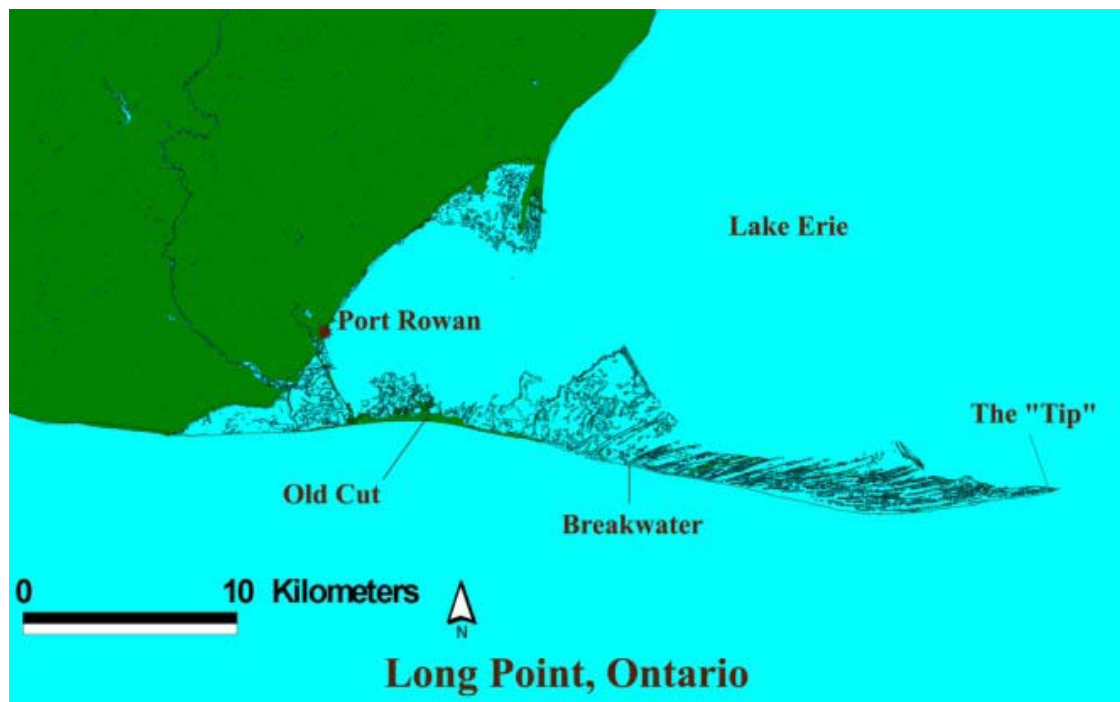 Lake Erie
Port Rowan
The "Tip"
Old Cut
Breakwater
0 10 Kilometers
N
Long Point, Ontario